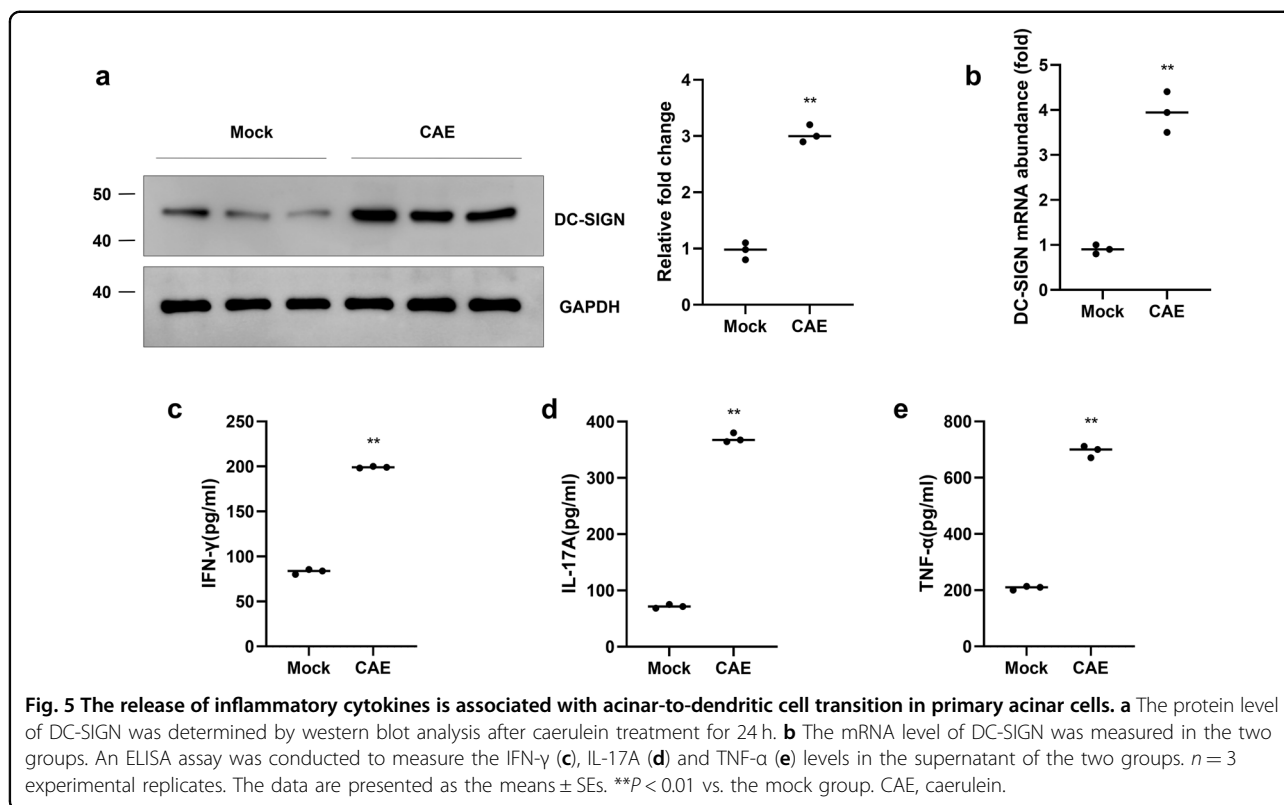 a
Mock
CAE
50
40
DC-SIGN
40
GAPDH
Relative fold change
4
3
2
1
0
**
Mock
CAE
b
DC-SIGN mRNA abundance (fold)
5
4
3
2
1
0
**
Mock
CAE
c
IFN-γ(pg/ml)
250
200
150
100
50
0
**
Mock
CAE
d
IL-17A(pg/ml)
400
300
200
100
0
**
Mock
CAE
e
TNF-α(pg/ml)
800
600
400
200
0
**
Mock
CAE
Fig. 5 The release of inflammatory cytokines is associated with acinar-to-dendritic cell transition in primary acinar cells. a The protein level
of DC-SIGN was determined by western blot analysis after caerulein treatment for 24 h. b The mRNA level of DC-SIGN was measured in the two
groups. An ELISA assay was conducted to measure the IFN-γ (c), IL-17A (d) and TNF-α (e) levels in the supernatant of the two groups. n = 3
experimental replicates. The data are presented as the means ± SEs. **P < 0.01 vs. the mock group. CAE, caerulein.